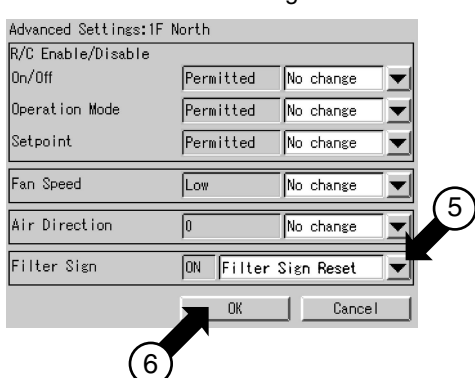 Advanced Settings:1F North
R/C Enable/Disable
On/Off Permitted No change
Operation Mode Permitted No change
Setpoint Permitted No change
Fan Speed Low No change
Air Direction 0 No change
5
Filter Sign ON Filter Sign Reset
OK Cancel
6